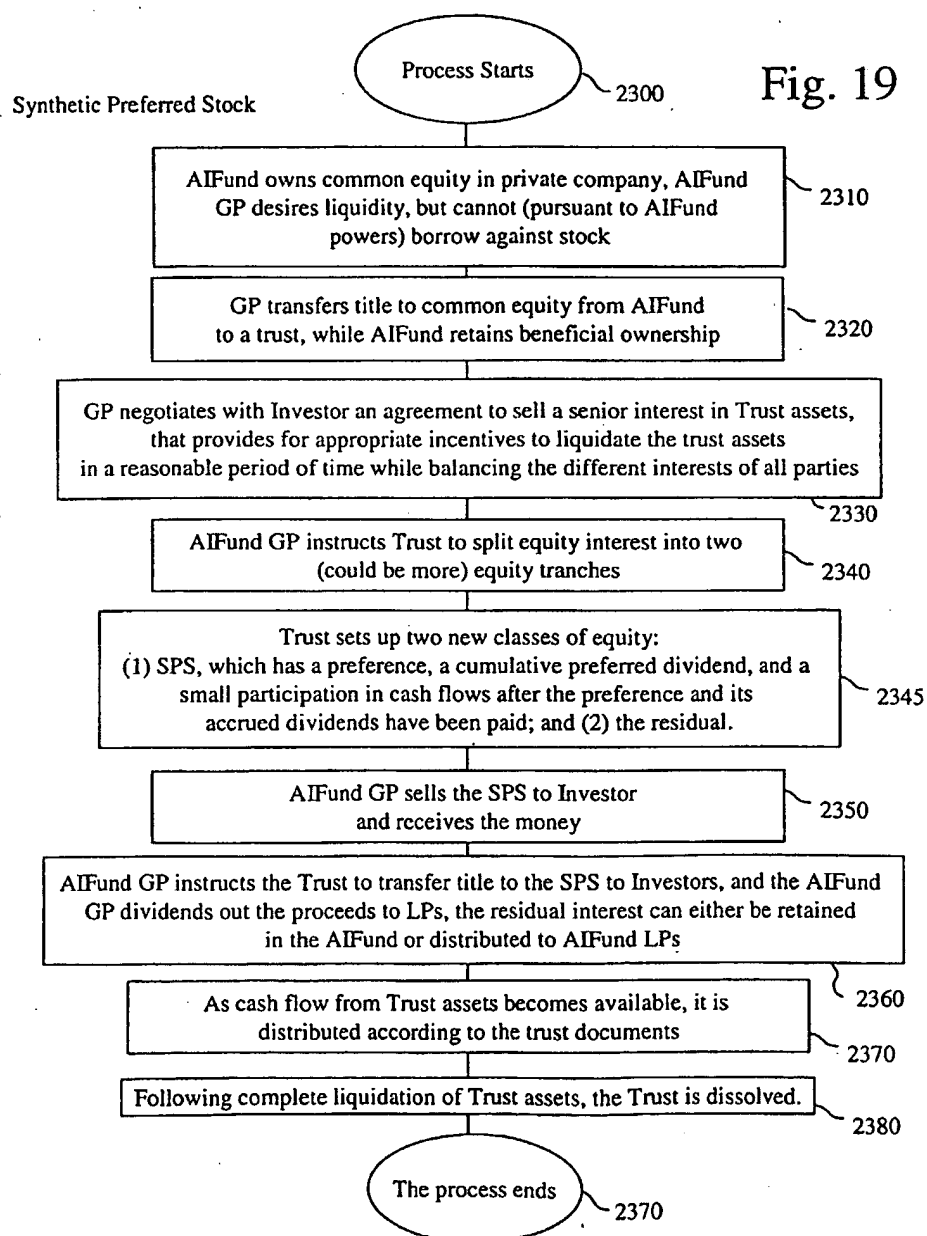 Process Starts
2300
Fig. 19
Synthetic Preferred Stock
AIFund owns common equity in private company, AIFund
GP desires liquidity, but cannot (pursuant to AIFund
powers) borrow against stock
2310
GP transfers title to common equity from AIFund
to a trust, while AIFund retains beneficial ownership
2320
GP negotiates with Investor an agreement to sell a senior interest in Trust assets,
that provides for appropriate incentives to liquidate the trust assets
in a reasonable period of time while balancing the different interests of all parties
2330
AIFund GP instructs Trust to split equity interest into two
(could be more) equity tranches
2340
Trust sets up two new classes of equity:
(1) SPS, which has a preference, a cumulative preferred dividend, and a
small participation in cash flows after the preference and its
accrued dividends have been paid; and (2) the residual.
2345
AIFund GP sells the SPS to Investor
and receives the money
2350
AIFund GP instructs the Trust to transfer title to the SPS to Investors, and the AIFund
GP dividends out the proceeds to LPs, the residual interest can either be retained
in the AIFund or distributed to AIFund LPs
2360
As cash flow from Trust assets becomes available, it is
distributed according to the trust documents
2370
Following complete liquidation of Trust assets, the Trust is dissolved.
2380
The process ends
2370